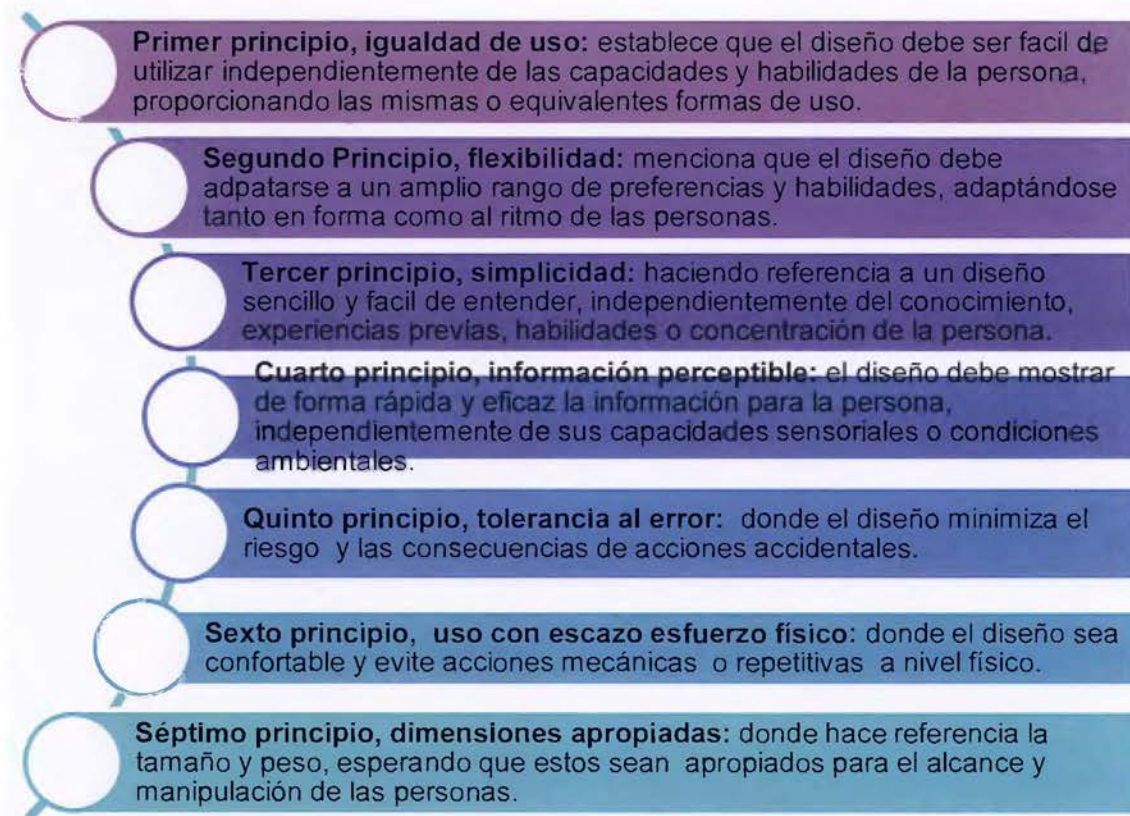 Primer principio, igualdad de uso: establece que el diseño debe ser facil de
utilizar independientemente de las capacidades y habilidades de la persona,
proporcionando las mismas o equivalentes formas de uso.
Segundo Principio, flexibilidad: menciona que el diseño debe
adpatarse a un amplio rango de preferencias y habilidades, adaptándose
tanto en forma como al ritmo de las personas.
Tercer principio, simplicidad: haciendo referencia a un diseño
sencillo y facil de entender, independientemente del conocimiento,
experiencias previas, habilidades o concentración de la persona.
Cuarto principio, información perceptible: el diseño debe mostrar
de forma rápida y eficaz la información para la persona,
independientemente de sus capacidades sensoriales o condiciones
ambientales.
Quinto principio, tolerancia al error: donde el diseño minimiza el
riesgo y las consecuencias de acciones accidentales.
Sexto principio, uso con escazo esfuerzo físico: donde el diseño sea
confortable y evite acciones mecánicas o repetitivas a nivel físico.
Séptimo principio, dimensiones apropiadas: donde hace referencia la
tamaño y peso, esperando que estos sean apropiados para el alcance y
manipulación de las personas.